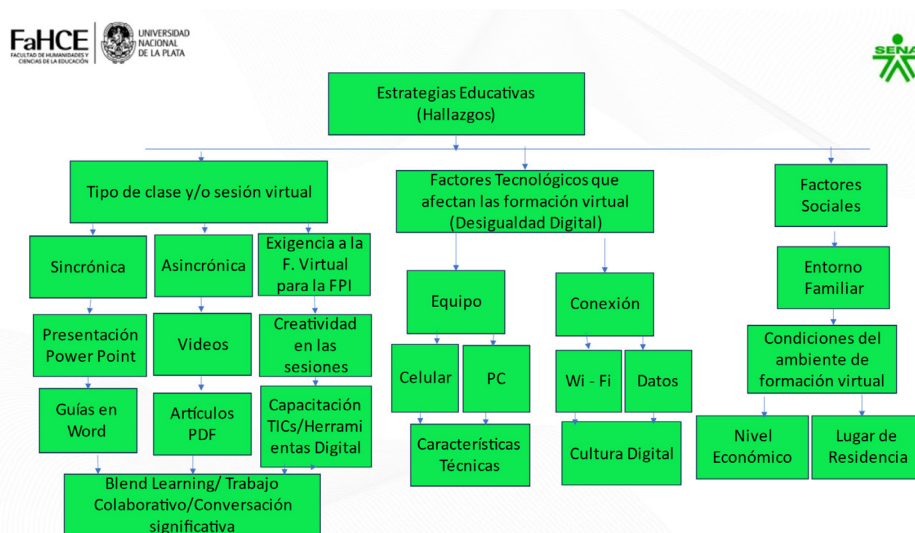 FaHCE
FACULTAD DE HUMANIDADES Y
CIENCIAS DE LA EDUCACIÓN
UNIVERSIDAD
NACIONAL
DE LA PLATA
SENA
Estrategias Educativas
(Hallazgos)
Tipo de clase y/o sesión virtual
Factores Tecnológicos que
afectan las formación virtual
(Desigualdad Digital)
Factores
Sociales
Sincrónica
Asincrónica
Exigencia a la
F. Virtual
para la FPI
Equipo
Conexión
Entorno
Familiar
Presentación
Power Point
Videos
Creatividad
en las
sesiones
Celular
PC
Wi - Fi
Datos
Condiciones del
ambiente de
formación virtual
Guías en
Word
Artículos
PDF
Capacitación
TICs/Herrami
entas Digital
Características
Técnicas
Cultura Digital
Nivel
Económico
Lugar de
Residencia
Blend Learning/ Trabajo
Colaborativo/Conversación
significativa